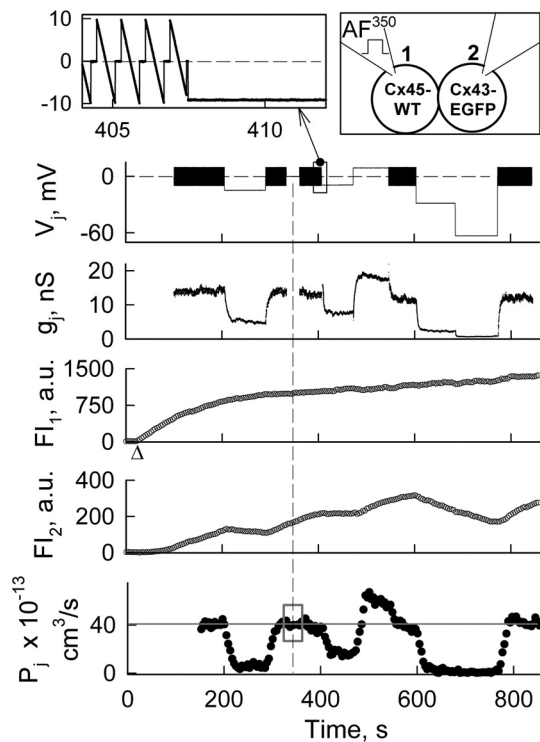 10
0
-10
405
410
AF350
1
2
Cx45-
WT
Cx43-
EGFP
Vj, mV
0
-60
gj, nS
20
10
0
FI1, a.u.
1500
750
0
Δ
FI2, a.u.
400
200
0
Pj x 10-13
cm3/s
40
0
0
200
400
600
800
Time, s